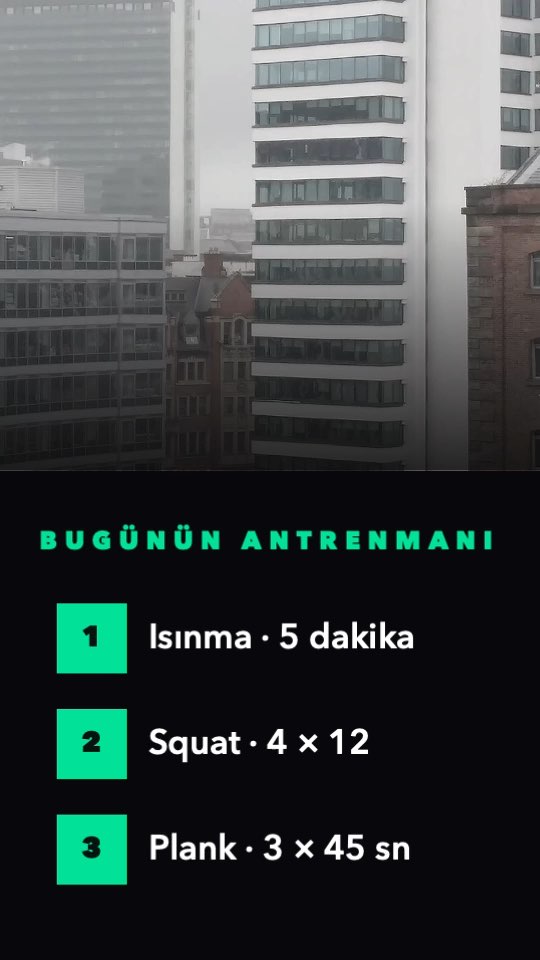 BUGÜNÜN ANTRENMANI
1 Isınma · 5 dakika
2 Squat · 4 × 12
3 Plank · 3 × 45 sn